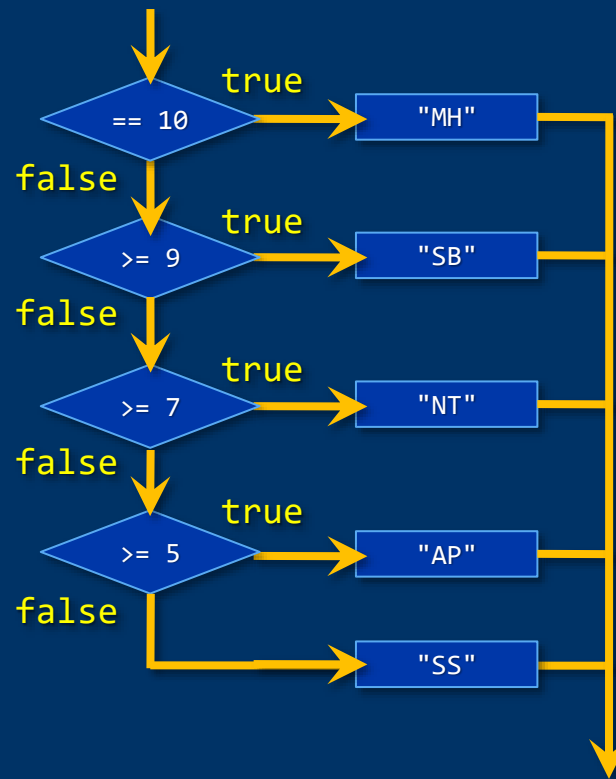 true
== 10
"MH"
false
true
>= 9
"SB"
false
true
>= 7
"NT"
false
true
>= 5
"AP"
false
"SS"